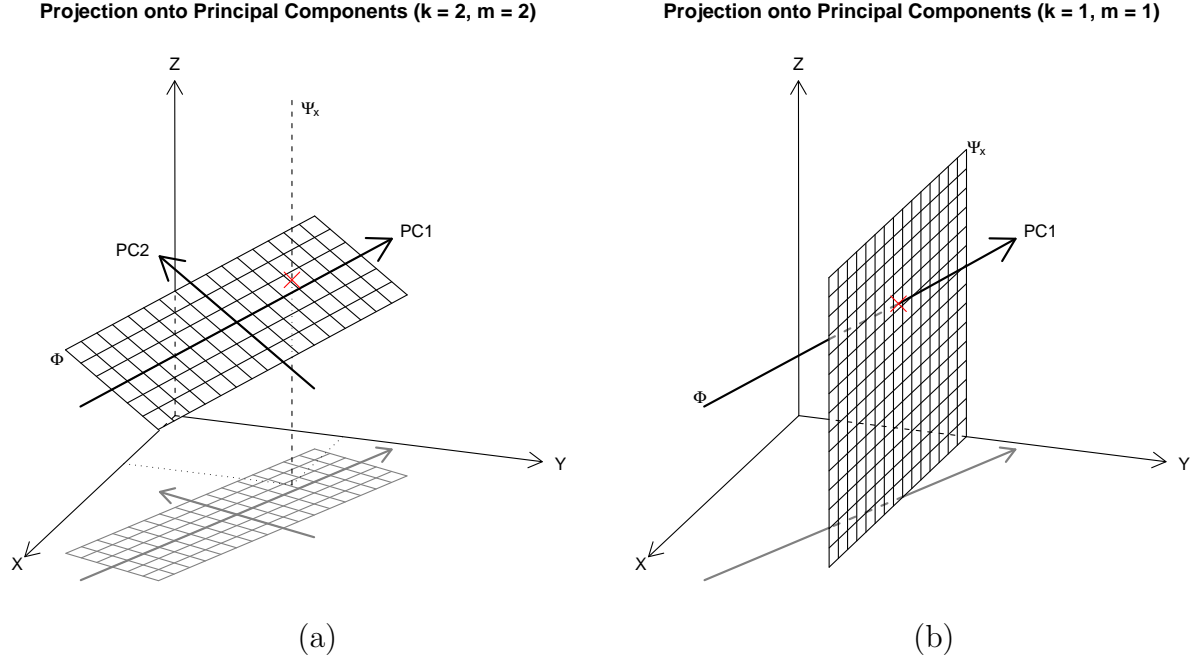 Projection onto Principal Components (k = 2, m = 2)
Z
Ψx
PC2
PC1
Φ
Y
X
(a)
Projection onto Principal Components (k = 1, m = 1)
Z
Ψx
PC1
Φ
Y
X
(b)